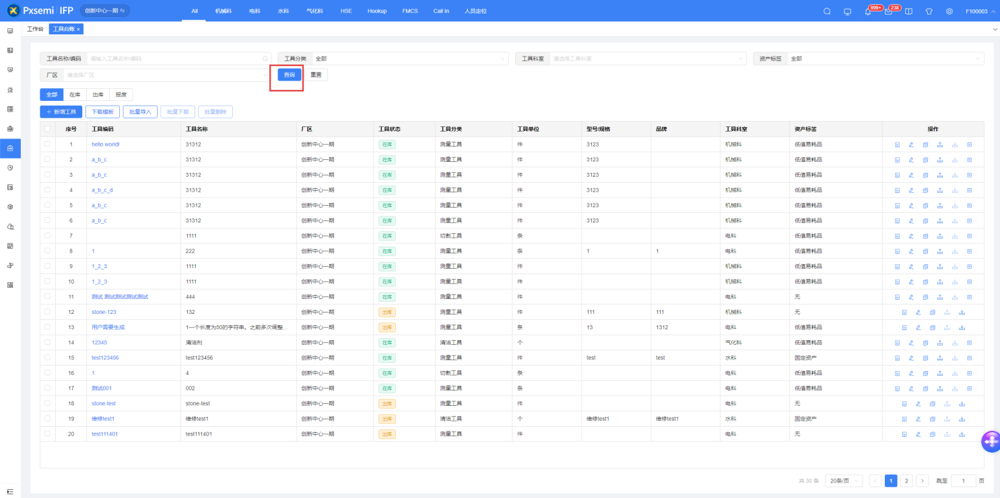 Pxsemi IFP 创新中心一期 All 机械科 电科 水科 气化科 HSE Hookup FMCS Call In 人员定位 999+ 238 F100003
工作台 工具台账 ×
工具名称/编码 请输入工具名称/编码 工具分类 全部 工具科室 请选择工具科室 资产标签 全部
厂区 请选择厂区 查询 重置
全部 在库 出库 报废
+ 新增工具 下载模板 批量导入 批量下载 批量删除
序号 工具编码 工具名称 厂区 工具状态 工具分类 工具单位 型号/规格 品牌 工具科室 资产标签 操作
1 hello world! 31312 创新中心一期 在库 测量工具 件 3123 机械科 低值易耗品
2 a_b_c 31312 创新中心一期 在库 测量工具 件 3123 机械科 低值易耗品
3 a_b_c 31312 创新中心一期 在库 测量工具 件 3123 机械科 低值易耗品
4 a_b_c_d 31312 创新中心一期 在库 测量工具 件 3123 机械科 低值易耗品
5 a_b_c 31312 创新中心一期 在库 测量工具 件 3123 机械科 低值易耗品
6 a_b_c 31312 创新中心一期 在库 测量工具 件 3123 机械科 低值易耗品
7 1111 创新中心一期 在库 切割工具 条 电科 低值易耗品
8 1 222 创新中心一期 在库 测量工具 条 1 1 电科 低值易耗品
9 1_2_3 1111 创新中心一期 在库 测量工具 件 机械科 低值易耗品
10 1_2_3 1111 创新中心一期 在库 测量工具 件 机械科 低值易耗品
11 测试 测试测试测试测试 444 创新中心一期 在库 测量工具 件 电科 无
12 stone-123 132 创新中心一期 出库 测量工具 件 111 111 机械科 无
13 用户需要生成 1一个长度为50的字符串。之前多次调整... 创新中心一期 出库 测量工具 条 13 1312 电科 低值易耗品
14 12345 清洁剂 创新中心一期 在库 清洁工具 个 气化科 低值易耗品
15 test123456 test123456 创新中心一期 在库 测量工具 件 test test 水科 固定资产
16 1 4 创新中心一期 在库 切割工具 条 电科 低值易耗品
17 测试001 002 创新中心一期 在库 测量工具 条 电科 低值易耗品
18 stone-test stone-test 创新中心一期 出库 测量工具 件 电科 无
19 维修test1 维修test1 创新中心一期 出库 清洁工具 个 维修test1 维修test1 水科 固定资产
20 test111401 test111401 创新中心一期 出库 测量工具 件 电科 无
共 30 条 20条/页 1 2 跳至 1 页